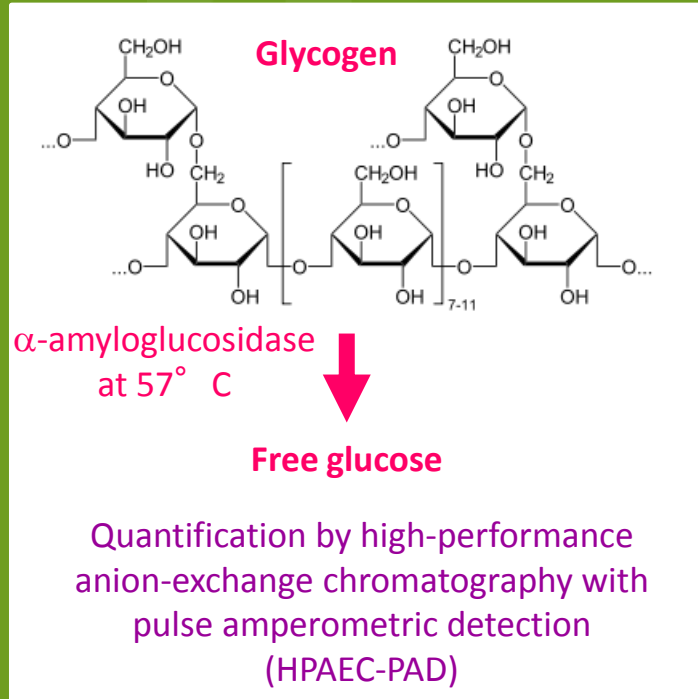 Glycogen
CH₂OH CH₂OH
O O
OH OH
...O ...O
O O
HO CH₂ CH₂OH HO CH₂
O O O
OH OH OH
...O O O O...
OH OH 7-11 OH
α-amyloglucosidase
at 57° C
Free glucose
Quantification by high-performance
anion-exchange chromatography with
pulse amperometric detection
(HPAEC-PAD)